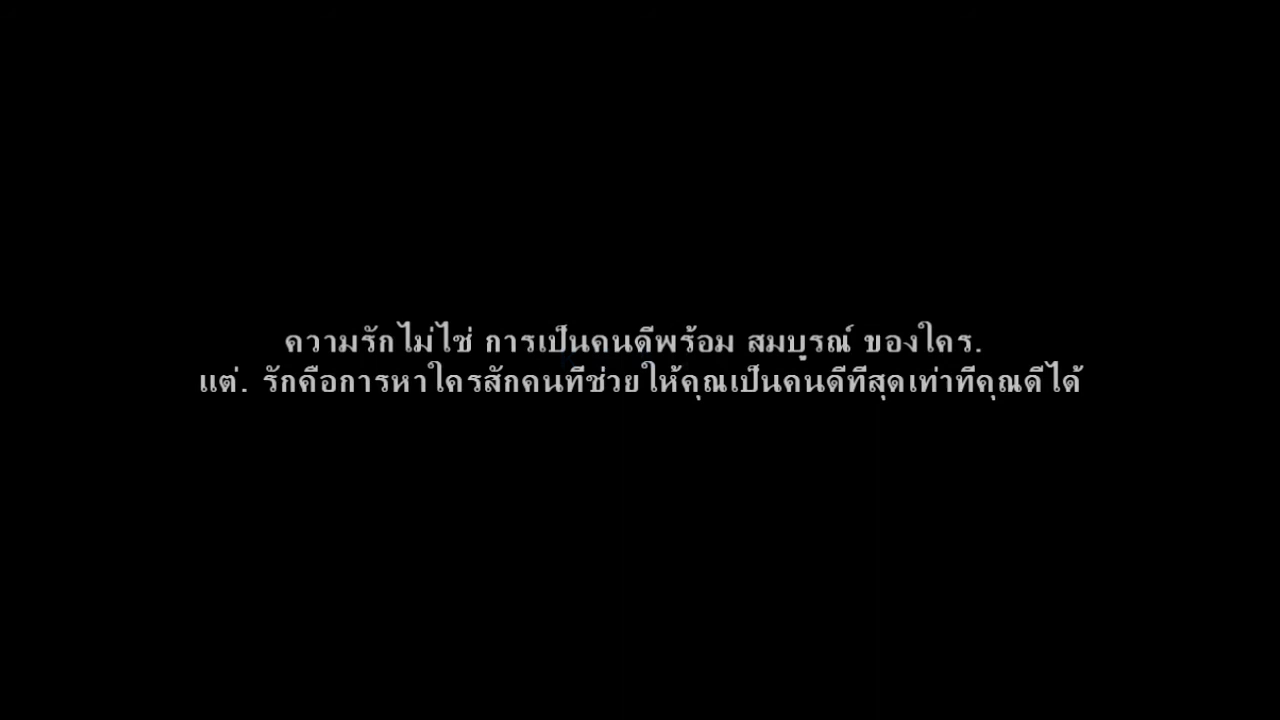 ความรักไม่ไช่ การเป็นคนดีพร้อม สมบูรณ์ ของใคร.
แต่. รักคือการหาใครสักคนทีช่วยให้คุณเป็นคนดีทีสุดเท่าทีคุณดีได้